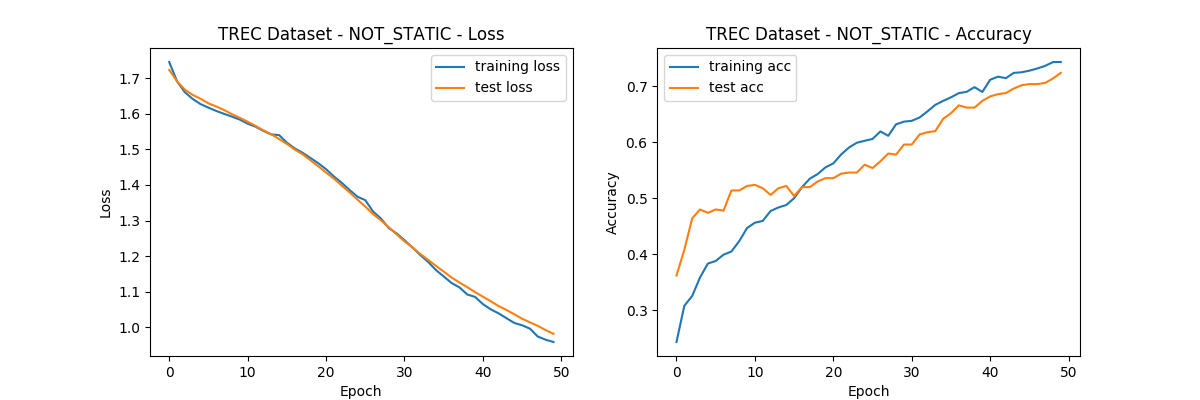 TREC Dataset - NOT_STATIC - Loss
training loss
test loss
1.7
1.6
1.5
1.4
1.3
1.2
1.1
1.0
Loss
0 10 20 30 40 50
Epoch
TREC Dataset - NOT_STATIC - Accuracy
training acc
test acc
0.7
0.6
0.5
0.4
0.3
Accuracy
0 10 20 30 40 50
Epoch